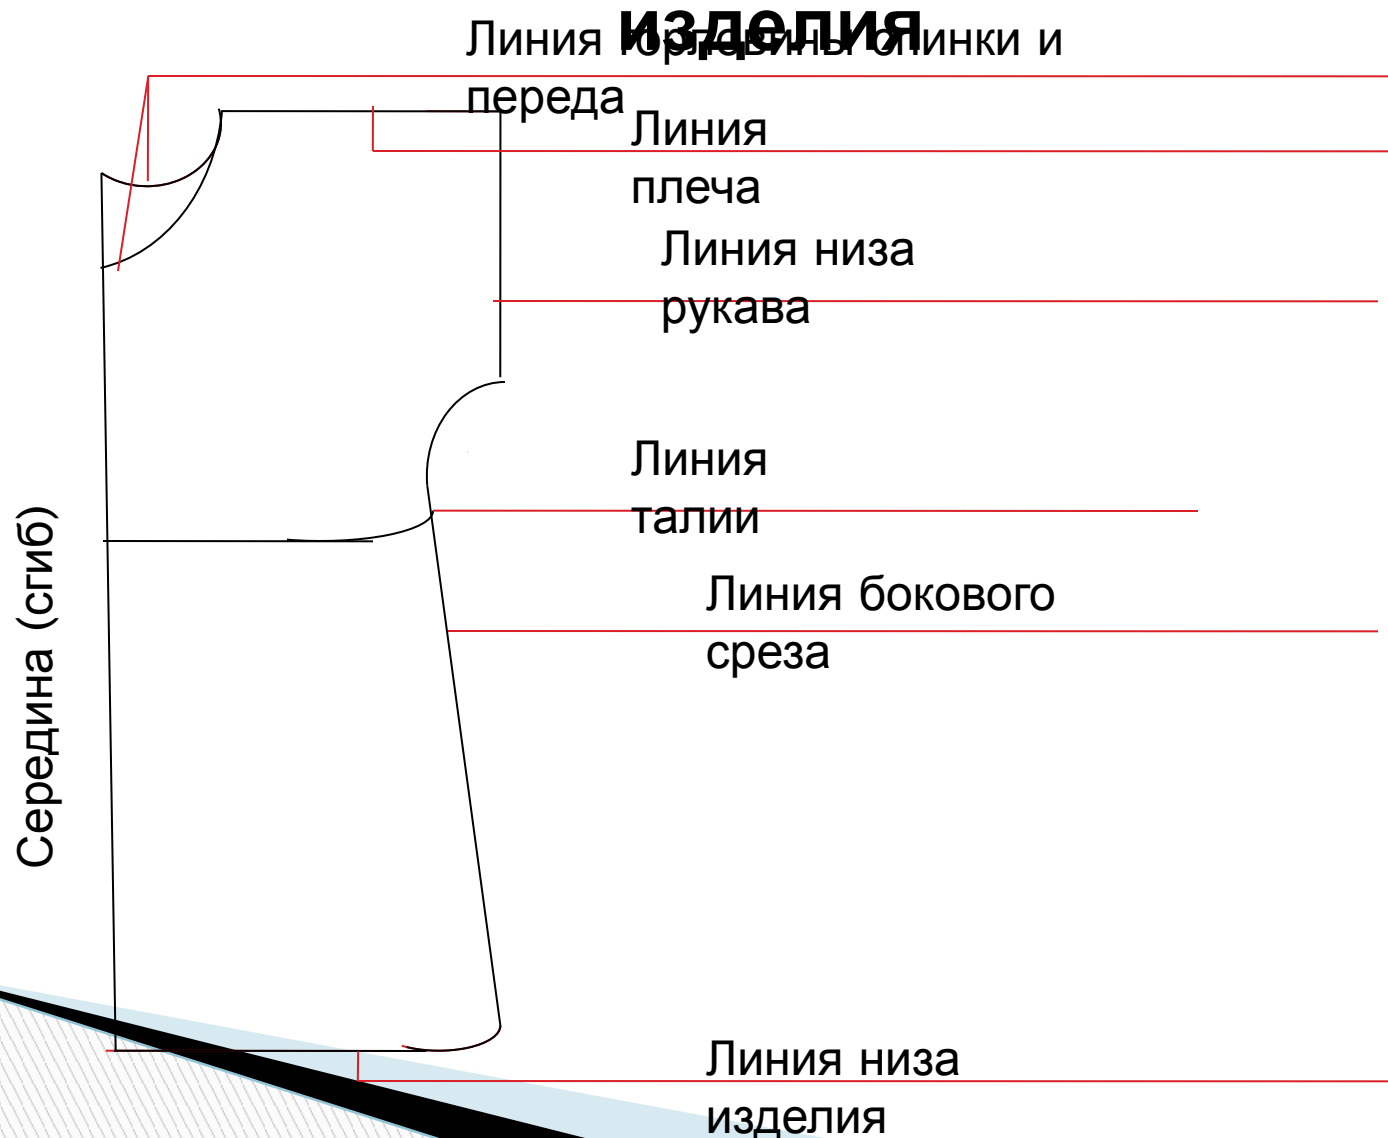 изделия
Линия горловины спинки и
переда
Линия
плеча
Линия низа
рукава
Линия
талии
Середина (сгиб)
Линия бокового
среза
Линия низа
изделия